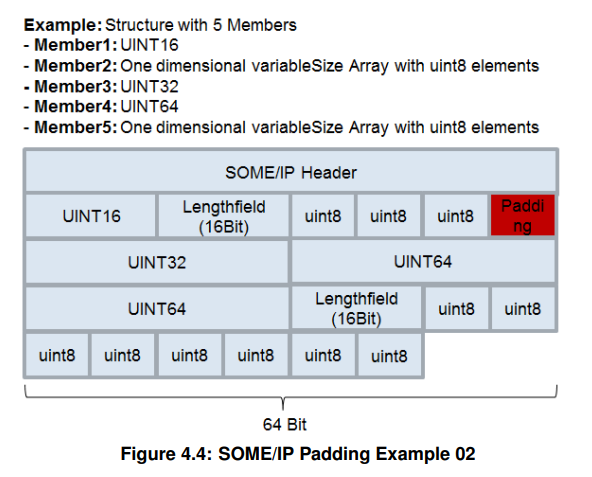 Example: Structure with 5 Members
- Member1: UINT16
- Member2: One dimensional variableSize Array with uint8 elements
- Member3: UINT32
- Member4: UINT64
- Member5: One dimensional variableSize Array with uint8 elements
SOME/IP Header
UINT16
Lengthfield
(16Bit)
uint8
uint8
uint8
Paddi
ng
UINT32
UINT64
UINT64
Lengthfield
(16Bit)
uint8
uint8
uint8
uint8
uint8
uint8
uint8
uint8
64 Bit
Figure 4.4: SOME/IP Padding Example 02